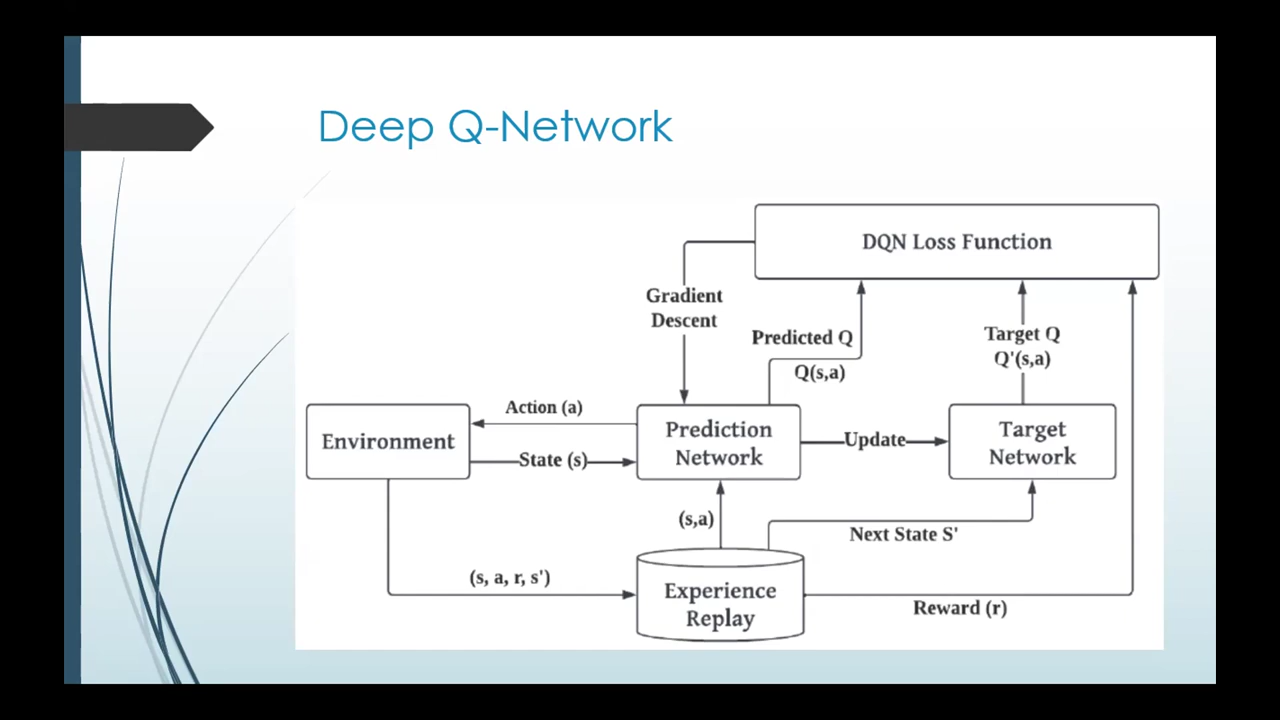 Deep Q-Network
DQN Loss Function
Gradient
Descent
Predicted Q
Q(s,a)
Target Q
Q'(s,a)
Action (a)
Environment
State (s)
Prediction
Network
Update
Target
Network
(s,a)
Next State S'
(s, a, r, s')
Experience
Replay
Reward (r)